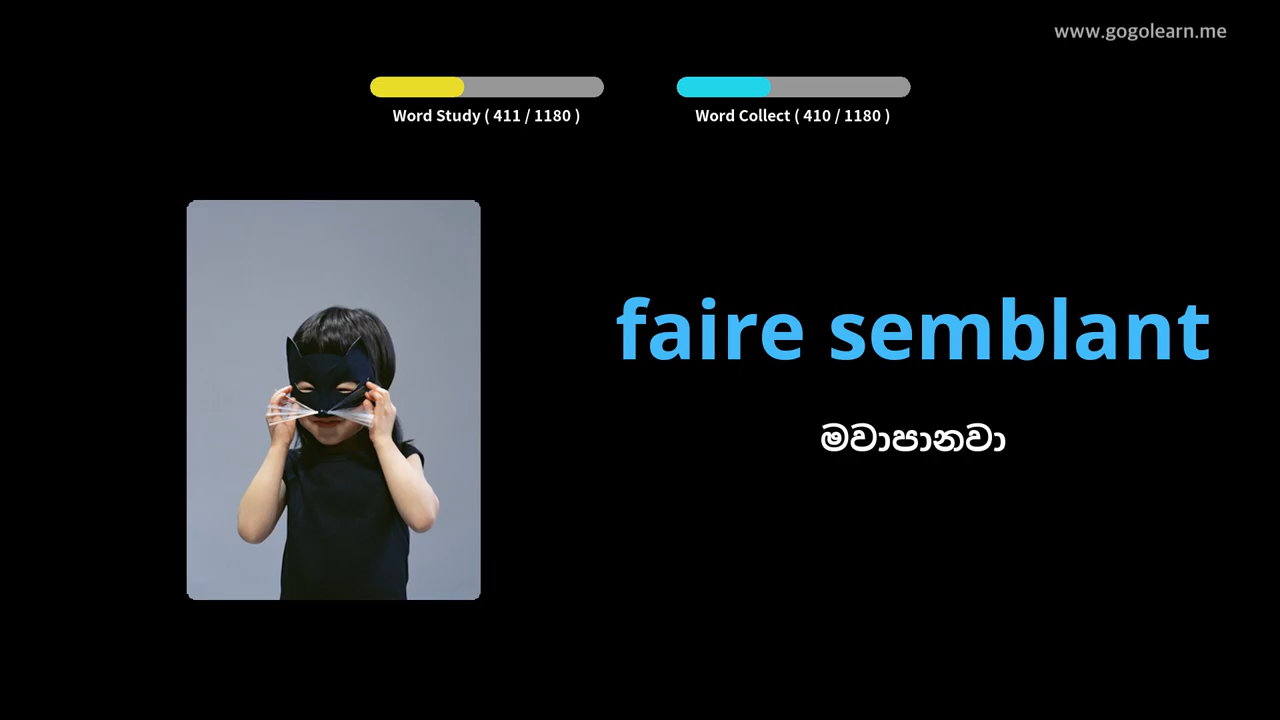 www.gogolearn.me
Word Study ( 411 / 1180 )
Word Collect ( 410 / 1180 )
faire semblant
මවාපානවා